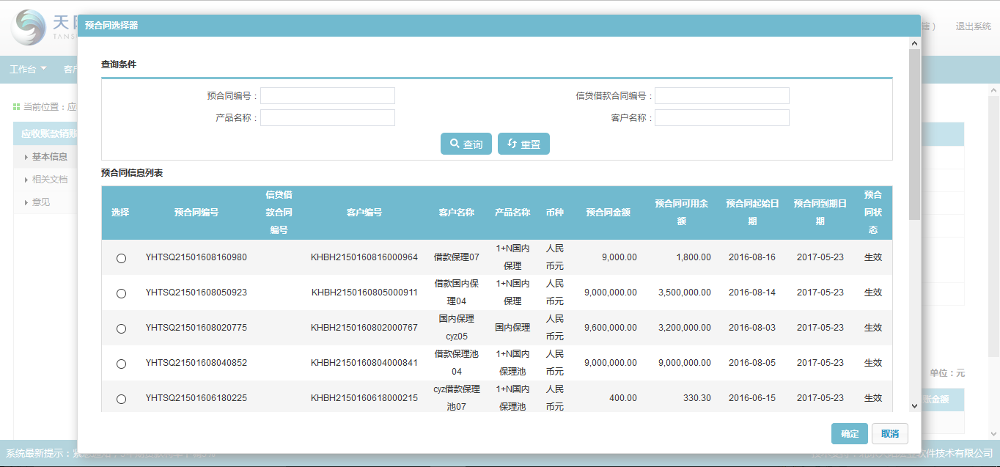 天
TANS
预合同选择器
辖 ) 退出系统
工作台 客户
查询条件
预合同编号： 信贷借款合同编号：
产品名称： 客户名称：
查询 重置
当前位置：应
应收账款销账
基本信息
相关文档
意见
预合同信息列表
选择 预合同编号 信贷借款合同编号 客户编号 客户名称 产品名称 币种 预合同金额 预合同可用余额 预合同起始日期 预合同到期日期 预合同状态
YHTSQ21501608160980 KHBH2150160816000964 借款保理07 1+N国内保理 人民币元 9,000.00 1,800.00 2016-08-16 2017-05-23 生效
YHTSQ21501608050923 KHBH2150160805000911 借款国内保理04 1+N国内保理 人民币元 9,000,000.00 3,500,000.00 2016-08-14 2017-05-23 生效
YHTSQ21501608020775 KHBH2150160802000767 国内保理cyz05 国内保理 人民币元 9,600,000.00 3,200,000.00 2016-08-03 2017-05-23 生效
YHTSQ21501608040852 KHBH2150160804000841 借款保理池04 1+N国内保理池 人民币元 9,000,000.00 9,000,000.00 2016-08-05 2017-05-23 生效
YHTSQ21501606180225 KHBH2150160618000215 cyz借款保理池07 1+N国内保理池 人民币元 400.00 330.30 2016-06-15 2017-05-23 生效
单位：元
账金额
确定 取消
系统最新提示：
软件技术有限公司